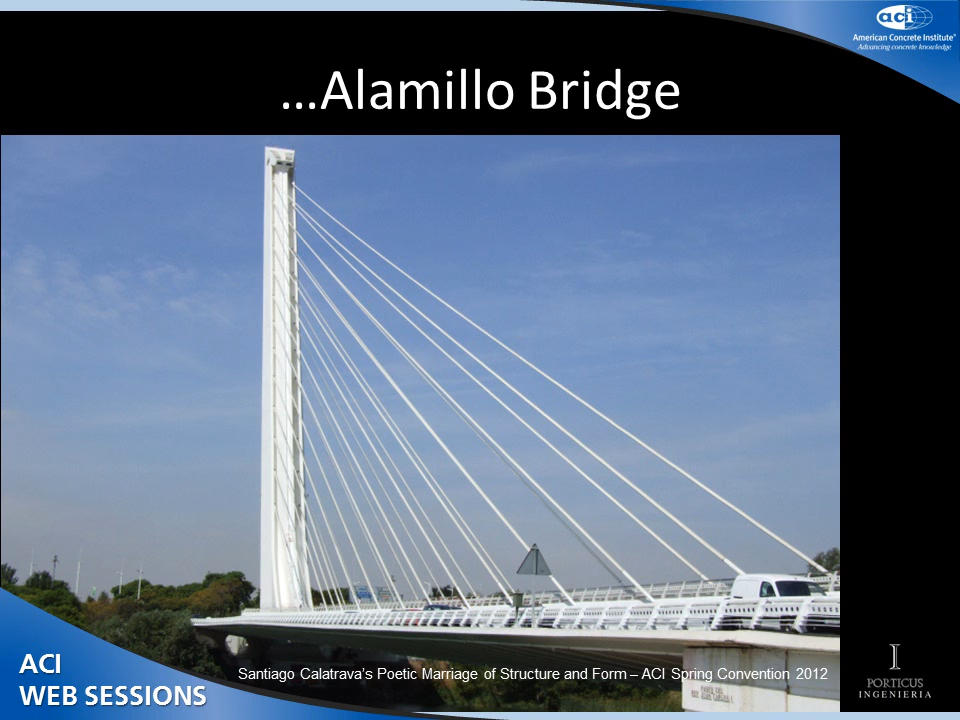 aci
American Concrete Institute®
Advancing concrete knowledge
…Alamillo Bridge
ACI
WEB SESSIONS
Santiago Calatrava’s Poetic Marriage of Structure and Form – ACI Spring Convention 2012
PORTICUS
INGENIERIA